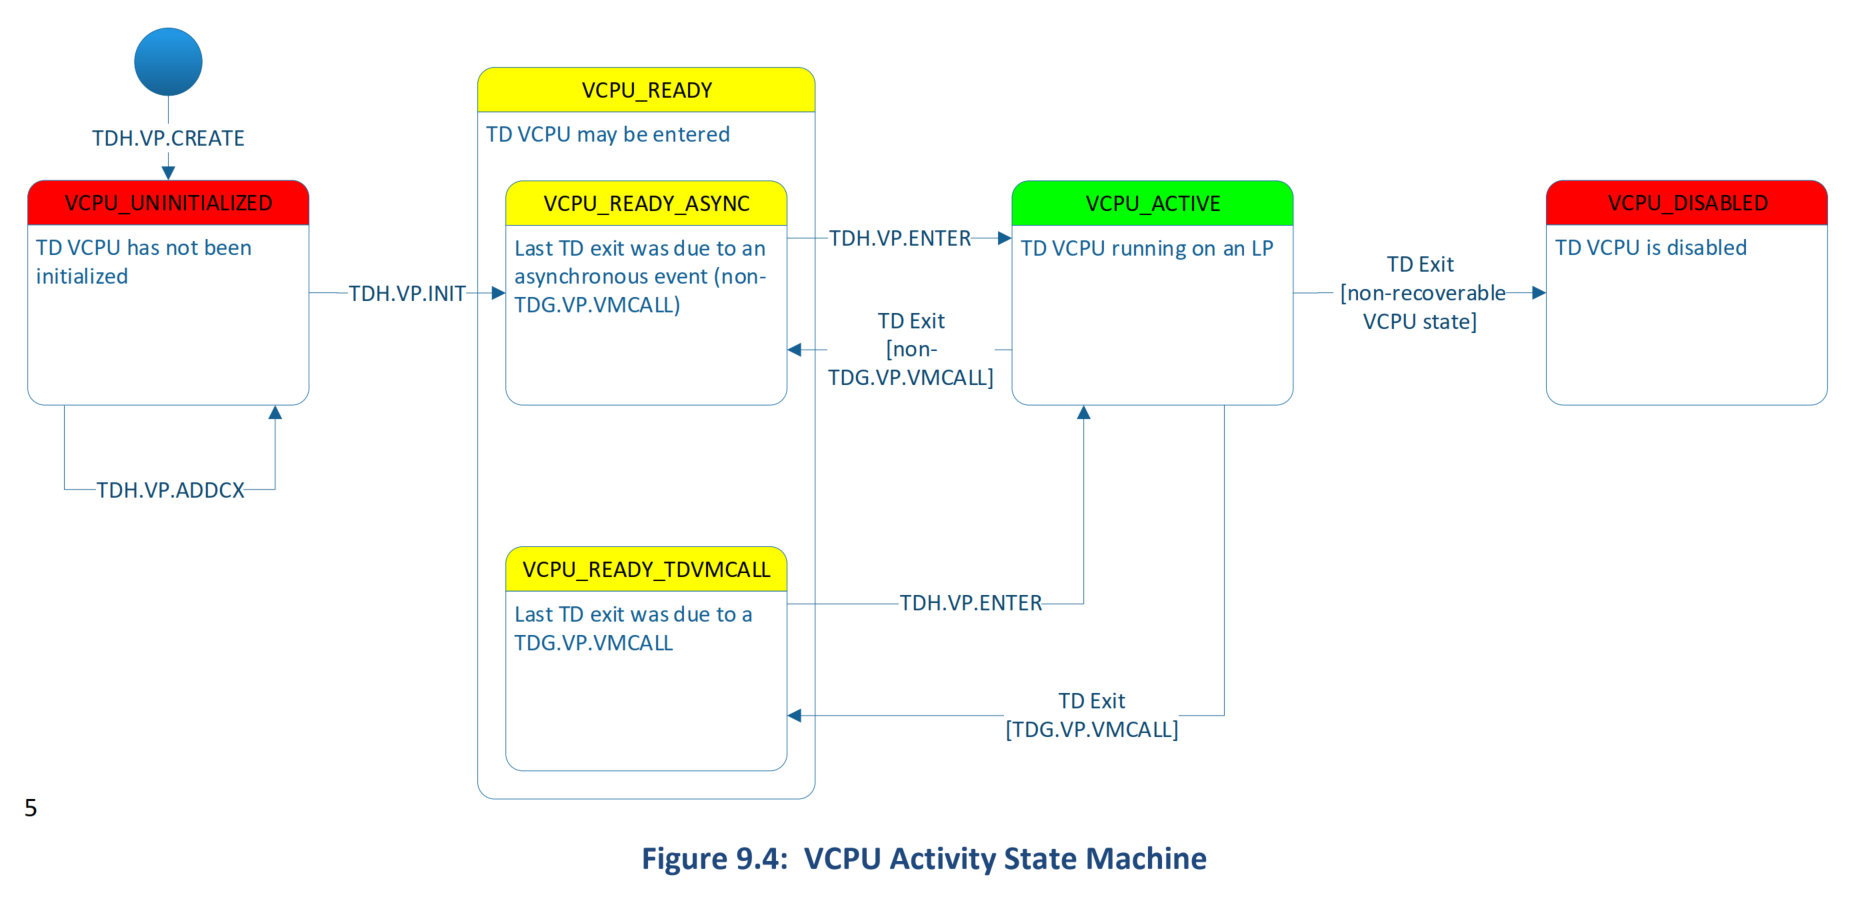 TDH.VP.CREATE
VCPU_UNINITIALIZED
TD VCPU has not been
initialized
TDH.VP.ADDCX
TDH.VP.INIT
VCPU_READY
TD VCPU may be entered
VCPU_READY_ASYNC
Last TD exit was due to an
asynchronous event (non-
TDG.VP.VMCALL)
VCPU_READY_TDVMCALL
Last TD exit was due to a
TDG.VP.VMCALL
TDH.VP.ENTER
TD Exit
[non-
TDG.VP.VMCALL]
TDH.VP.ENTER
TD Exit
[TDG.VP.VMCALL]
VCPU_ACTIVE
TD VCPU running on an LP
TD Exit
[non-recoverable
VCPU state]
VCPU_DISABLED
TD VCPU is disabled
5
Figure 9.4: VCPU Activity State Machine